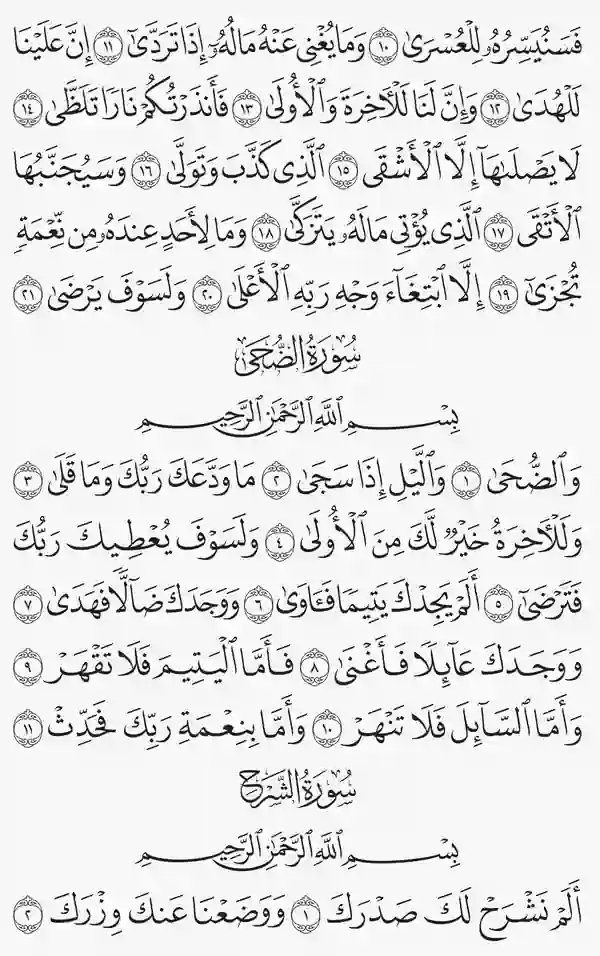 فَسَنُيَسِّرُهُۥ لِلۡعُسۡرَىٰ ١٠ وَمَا يُغۡنِي عَنۡهُ مَالُهُۥٓ إِذَا تَرَدَّىٰٓ ١١ إِنَّ عَلَيۡنَا
لَلۡهُدَىٰ ١٢ وَإِنَّ لَنَا لَلۡأٓخِرَةَ وَٱلۡأُولَىٰ ١٣ فَأَنذَرۡتُكُمۡ نَارٗا تَلَظَّىٰ ١٤
لَا يَصۡلَىٰهَآ إِلَّا ٱلۡأَشۡقَى ١٥ ٱلَّذِي كَذَّبَ وَتَوَلَّىٰ ١٦ وَسَيُجَنَّبُهَا
ٱلۡأَتۡقَى ١٧ ٱلَّذِي يُؤۡتِي مَالَهُۥ يَتَزَكَّىٰ ١٨ وَمَا لِأَحَدٍ عِندَهُۥ مِن نِّعۡمَةٖ
تُجۡزَىٰٓ ١٩ إِلَّا ٱبۡتِغَآءَ وَجۡهِ رَبِّهِ ٱلۡأَعۡلَىٰ ٢٠ وَلَسَوۡفَ يَرۡضَىٰ ٢١
سُورَةُ الضُّحَىٰ
بِسۡمِ ٱللَّهِ ٱلرَّحۡمَٰنِ ٱلرَّحِيمِ
وَٱلضُّحَىٰ ١ وَٱلَّيۡلِ إِذَا سَجَىٰ ٢ مَا وَدَّعَكَ رَبُّكَ وَمَا قَلَىٰ ٣
وَلَلۡأٓخِرَةُ خَيۡرٞ لَّكَ مِنَ ٱلۡأُولَىٰ ٤ وَلَسَوۡفَ يُعۡطِيكَ رَبُّكَ
فَتَرۡضَىٰٓ ٥ أَلَمۡ يَجِدۡكَ يَتِيمٗا فَـَٔاوَىٰ ٦ وَوَجَدَكَ ضَآلّٗا فَهَدَىٰ ٧
وَوَجَدَكَ عَآئِلٗا فَأَغۡنَىٰ ٨ فَأَمَّا ٱلۡيَتِيمَ فَلَا تَقۡهَرۡ ٩
وَأَمَّا ٱلسَّآئِلَ فَلَا تَنۡهَرۡ ١٠ وَأَمَّا بِنِعۡمَةِ رَبِّكَ فَحَدِّثۡ ١١
سُورَةُ الشَّرۡحِ
بِسۡمِ ٱللَّهِ ٱلرَّحۡمَٰنِ ٱلرَّحِيمِ
أَلَمۡ نَشۡرَحۡ لَكَ صَدۡرَكَ ١ وَوَضَعۡنَا عَنكَ وِزۡرَكَ ٢